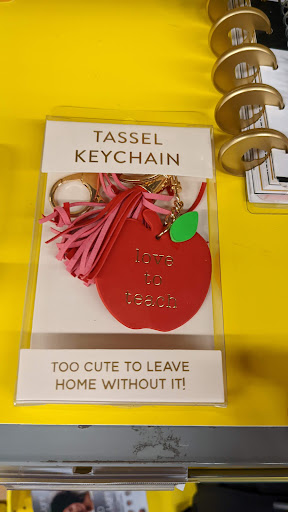 TASSEL
KEYCHAIN
love
to
teach
TOO CUTE TO LEAVE
HOME WITHOUT IT!